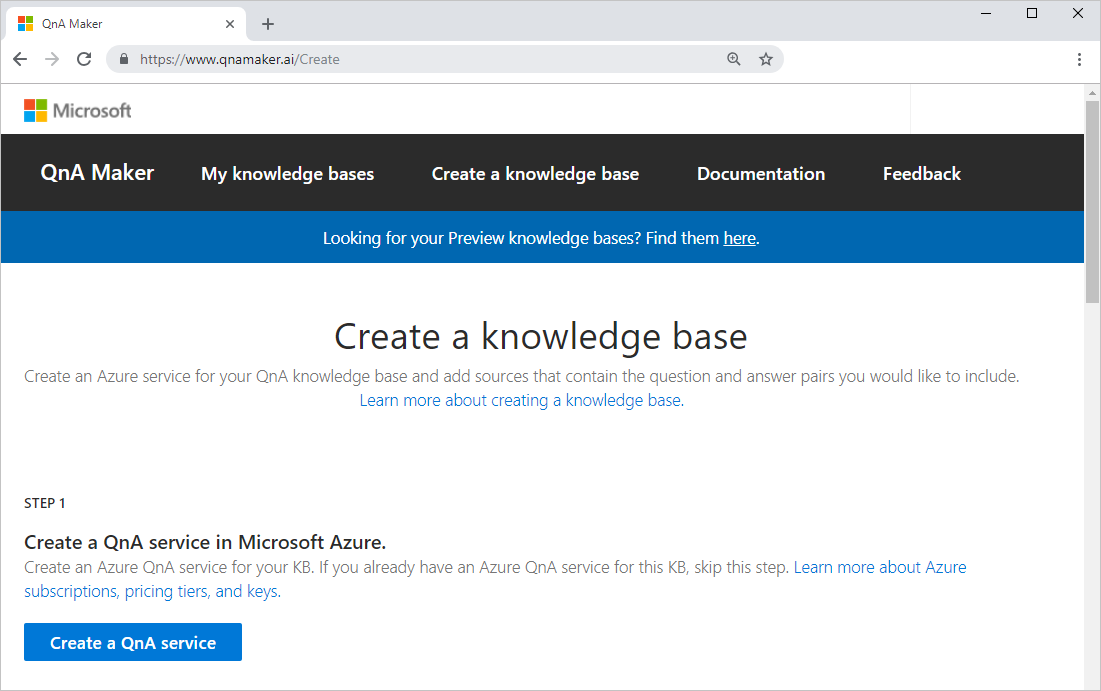 QnA Maker
https://www.qnamaker.ai/Create
Microsoft
QnA Maker My knowledge bases Create a knowledge base Documentation Feedback
Looking for your Preview knowledge bases? Find them here.
Create a knowledge base
Create an Azure service for your QnA knowledge base and add sources that contain the question and answer pairs you would like to include.
Learn more about creating a knowledge base.
STEP 1
Create a QnA service in Microsoft Azure.
Create an Azure QnA service for your KB. If you already have an Azure QnA service for this KB, skip this step. Learn more about Azure
subscriptions, pricing tiers, and keys.
Create a QnA service